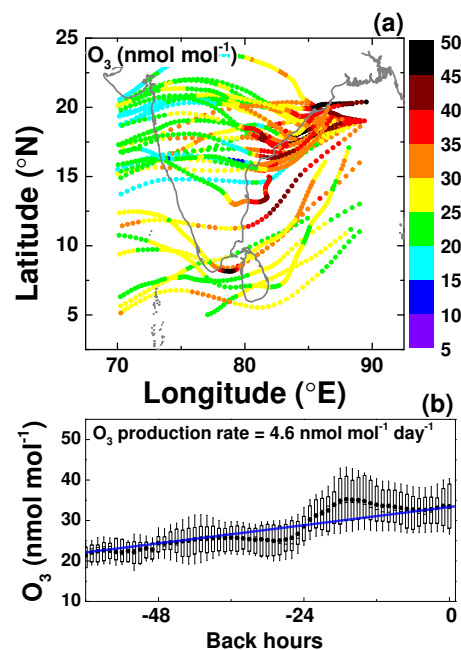 (a)
O₃ (nmol mol⁻¹)
25
20
15
10
5
Latitude (°N)
70 75 80 85 90
Longitude (°E)
50
45
40
35
30
25
20
15
10
5
(b)
O₃ production rate = 4.6 nmol mol⁻¹ day⁻¹
50
40
30
20
10
O₃ (nmol mol⁻¹)
-48 -24 0
Back hours